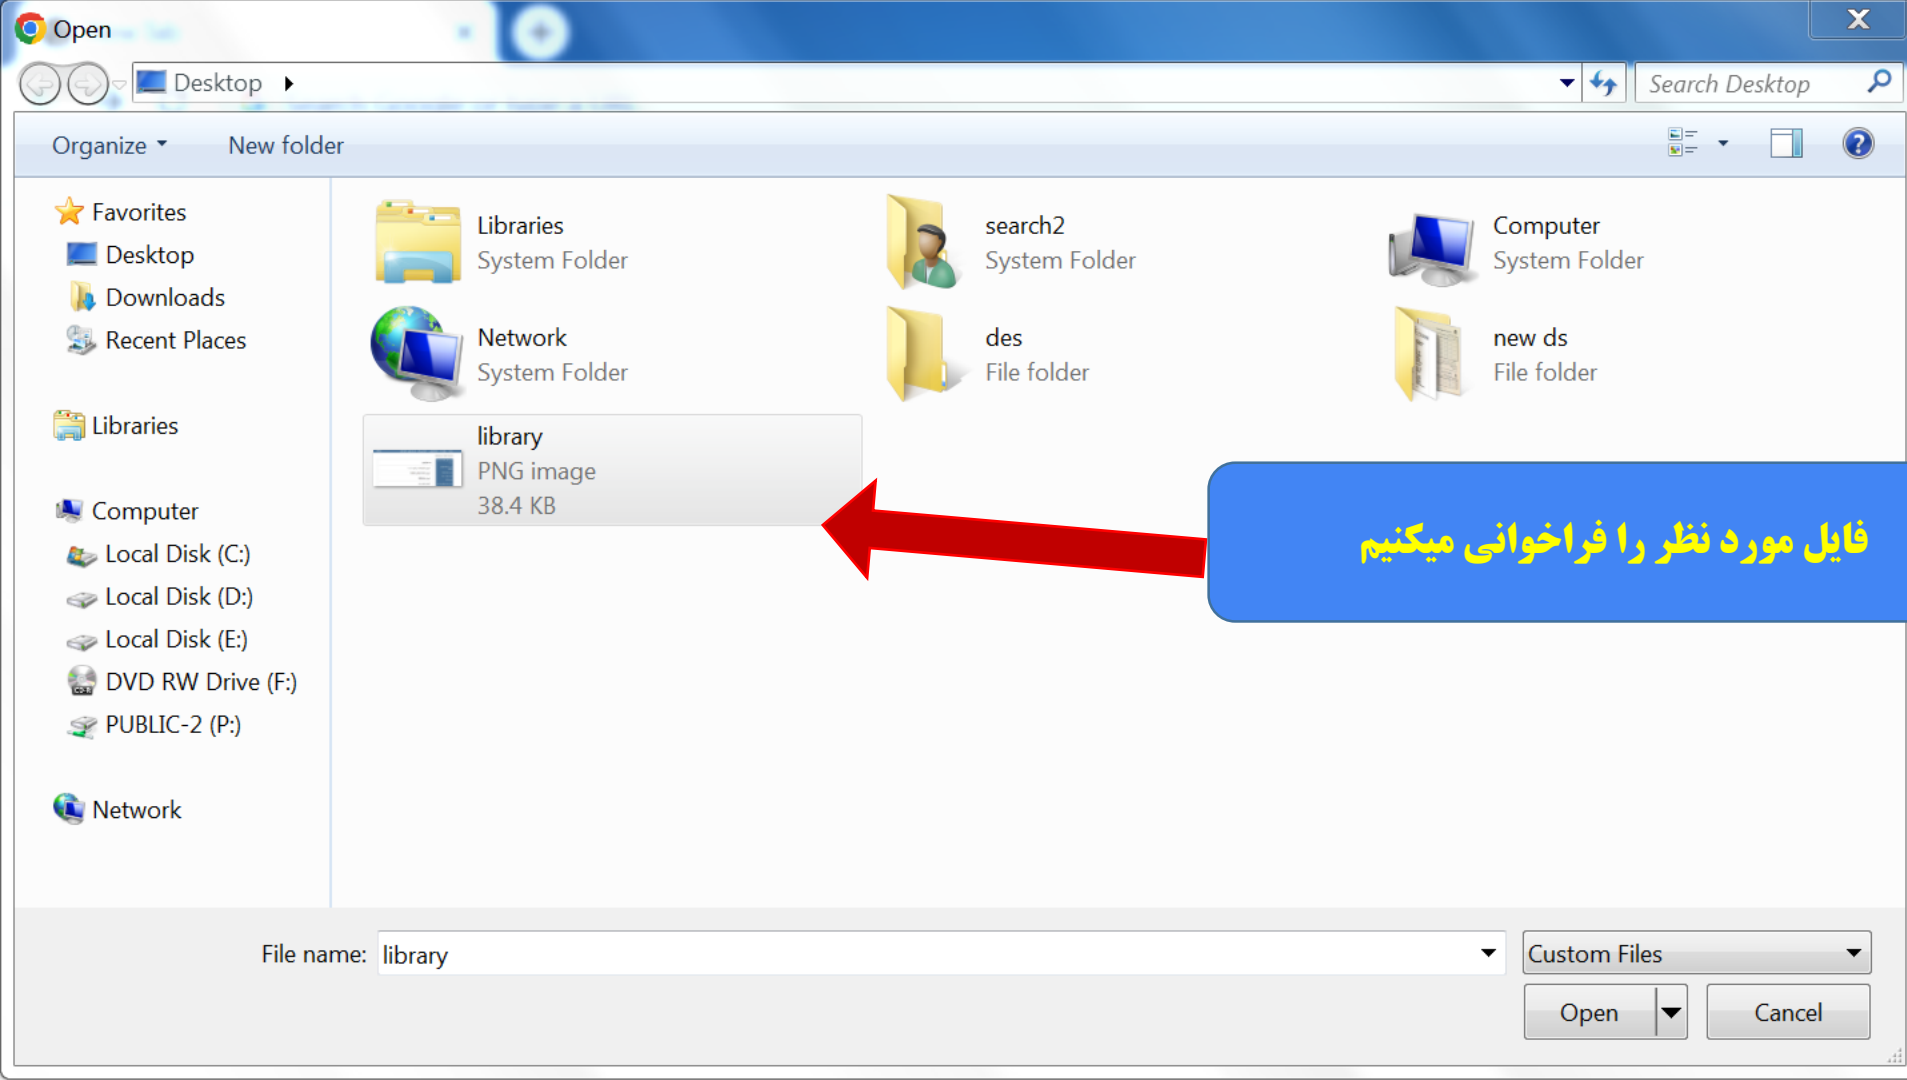 Open
Desktop
Search Desktop
Organize
New folder
Favorites
Desktop
Downloads
Recent Places
Libraries
Computer
Local Disk (C:)
Local Disk (D:)
Local Disk (E:)
DVD RW Drive (F:)
PUBLIC-2 (P:)
Network
Libraries
System Folder
search2
System Folder
Computer
System Folder
Network
System Folder
des
File folder
new ds
File folder
library
PNG image
38.4 KB
فایل مورد نظر را فراخوانی میکنیم
File name: library
Custom Files
Open
Cancel